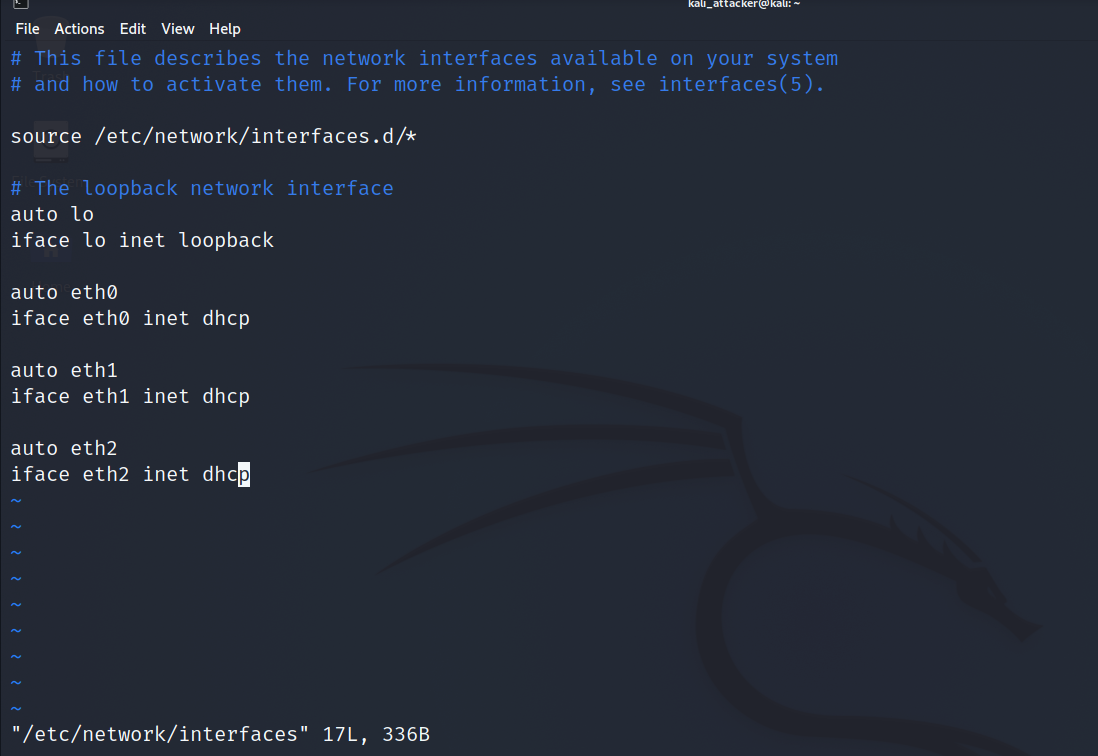 kali_attacker@kali: ~
File Actions Edit View Help
# This file describes the network interfaces available on your system
# and how to activate them. For more information, see interfaces(5).
source /etc/network/interfaces.d/*
# The loopback network interface
auto lo
iface lo inet loopback
auto eth0
iface eth0 inet dhcp
auto eth1
iface eth1 inet dhcp
auto eth2
iface eth2 inet dhcp
~
~
~
~
~
~
~
~
~
"/etc/network/interfaces" 17L, 336B